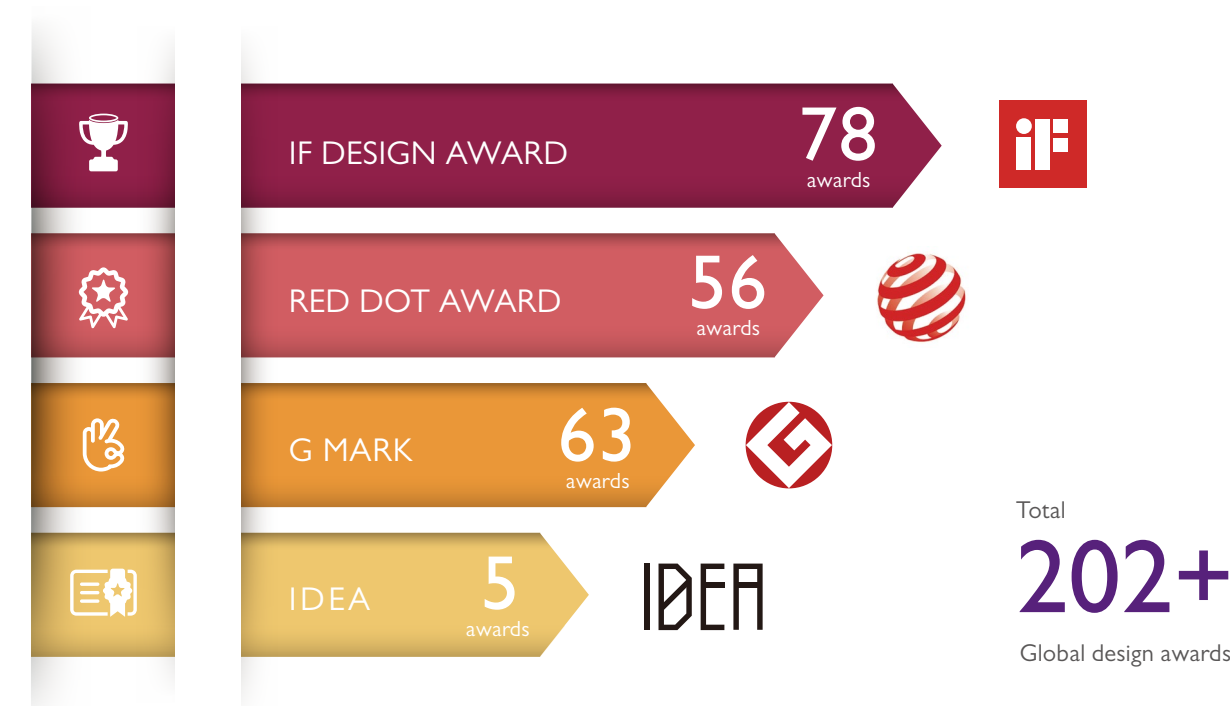 IF DESIGN AWARD
78
awards
iF
RED DOT AWARD
56
awards
G MARK
63
awards
G
IDEA
5
awards
IDEA
Total
202+
Global design awards